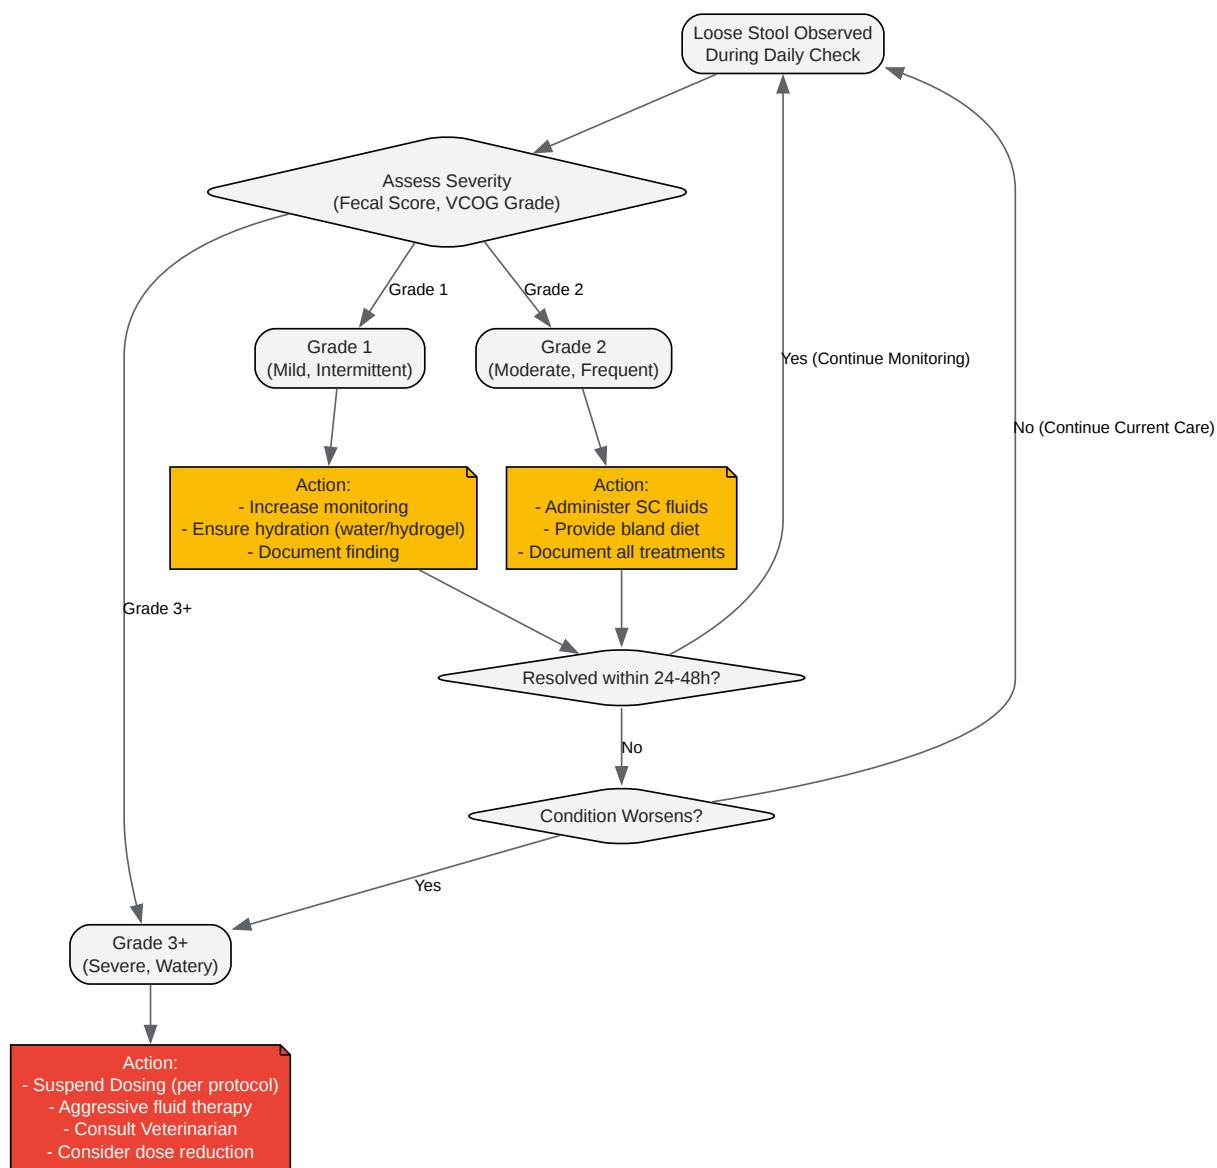 Loose Stool Observed
During Daily Check
Assess Severity
(Fecal Score, VCOG Grade)
Grade 1
Grade 2
Grade 1
(Mild, Intermittent)
Grade 2
(Moderate, Frequent)
Yes (Continue Monitoring)
No (Continue Current Care)
Action:
- Increase monitoring
- Ensure hydration (water/hydrogel)
- Document finding
Action:
- Administer SC fluids
- Provide bland diet
- Document all treatments
Grade 3+
Resolved within 24-48h?
No
Condition Worsens?
Yes
Grade 3+
(Severe, Watery)
Action:
- Suspend Dosing (per protocol)
- Aggressive fluid therapy
- Consult Veterinarian
- Consider dose reduction